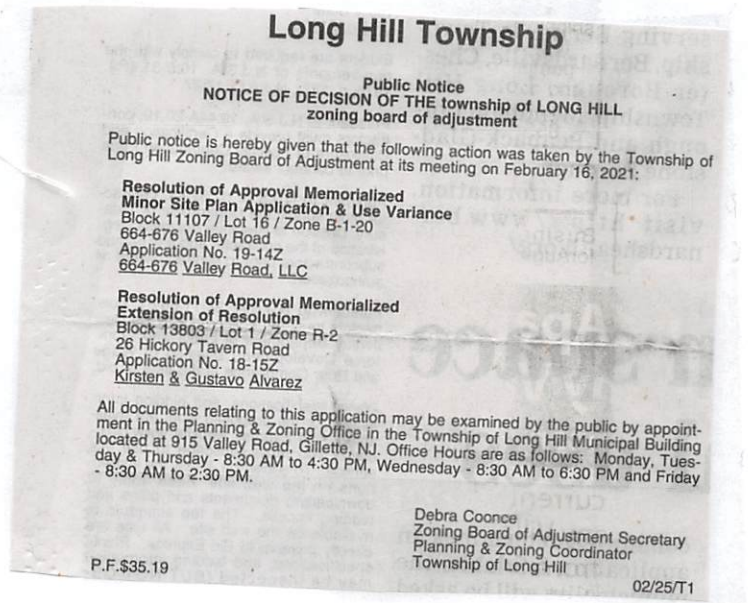 Long Hill Township
Public Notice
NOTICE OF DECISION OF THE township of LONG HILL
zoning board of adjustment
Public notice is hereby given that the following action was taken by the Township of
Long Hill Zoning Board of Adjustment at its meeting on February 16, 2021:
Resolution of Approval Memorialized
Minor Site Plan Application & Use Variance
Block 11107 / Lot 16 / Zone B-1-20
664-676 Valley Road
Application No. 19-14Z
664-676 Valley Road, LLC
Resolution of Approval Memorialized
Extension of Resolution
Block 13803 / Lot 1 / Zone R-2
26 Hickory Tavern Road
Application No. 18-15Z
Kirsten & Gustavo Alvarez
All documents relating to this application may be examined by the public by appoint-
ment in the Planning & Zoning Office in the Township of Long Hill Municipal Building
located at 915 Valley Road, Gillette, NJ. Office Hours are as follows: Monday, Tues-
day & Thursday - 8:30 AM to 4:30 PM, Wednesday - 8:30 AM to 6:30 PM and Friday
- 8:30 AM to 2:30 PM.
Debra Coonce
Zoning Board of Adjustment Secretary
Planning & Zoning Coordinator
Township of Long Hill
P.F.$35.19
02/25/T1